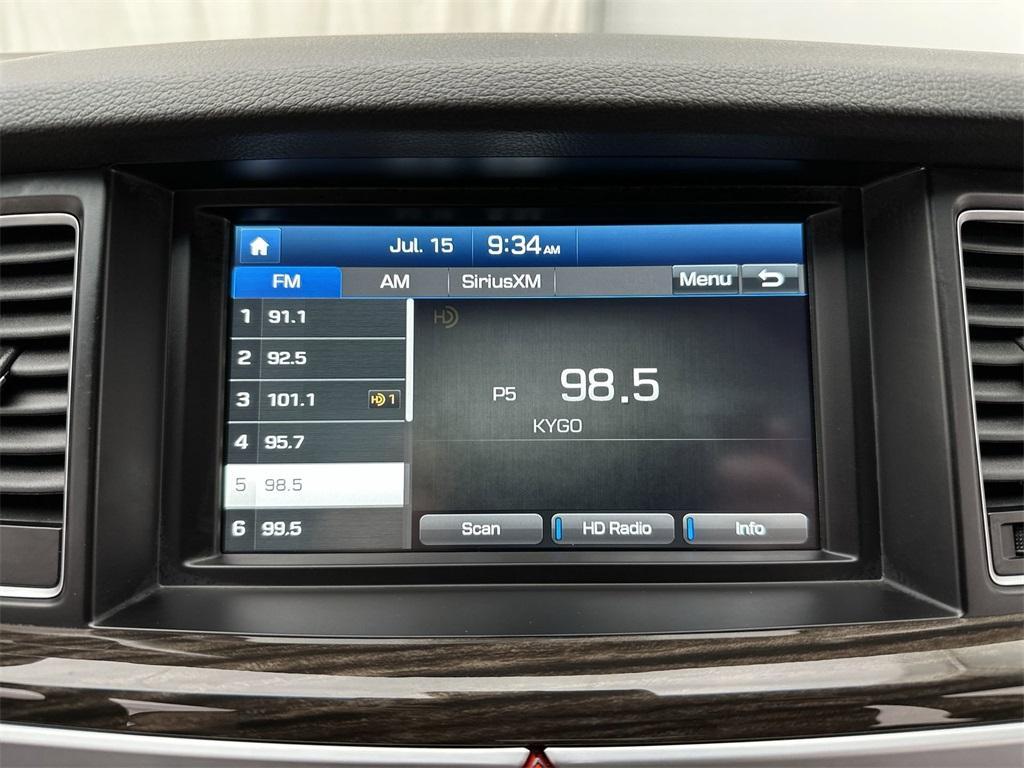 Jul. 15 9:34 AM
FM AM SiriusXM Menu
1 91.1
2 92.5
3 101.1 HD 1
4 95.7
5 98.5
6 99.5
HD
P5 98.5
KYGO
Scan HD Radio Info